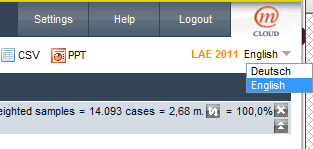 Settings Help Logout
m
CLOUD
CSV PPT LAE 2011 English
Deutsch
English
eighted samples = 14.093 cases = 2,68 m. = 100,0%